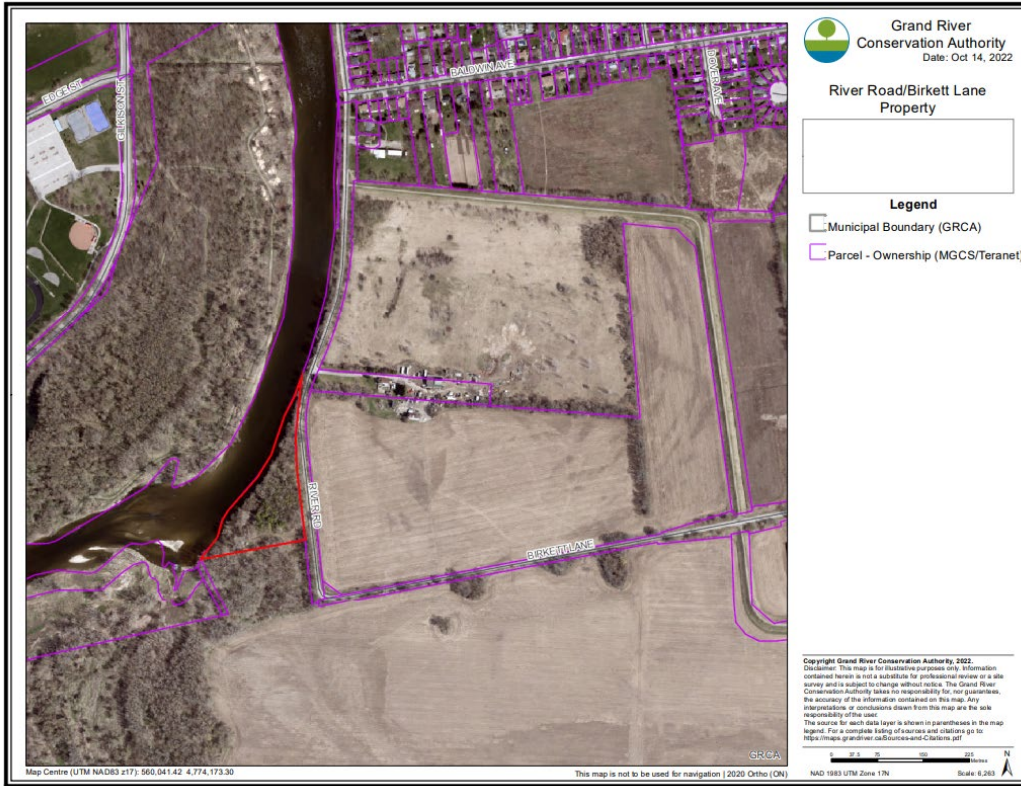 Grand River
Conservation Authority
Date: Oct 14, 2022
River Road/Birkett Lane
Property
Legend
Municipal Boundary (GRCA)
Parcel - Ownership (MGCS/Teranet)
BALDWIN AVE
DOVER AVE
EDGE ST
GILKISON ST
RIVER RD
BIRKETT LANE
GRCA
Copyright Grand River Conservation Authority, 2022.
Disclaimer: This map is for illustrative purposes only. Information
contained herein is not a substitute for professional review or a site
survey and is subject to change without notice. The Grand River
Conservation Authority takes no responsibility for, nor guarantees,
the accuracy of the information contained on this map. Any
interpretations or conclusions drawn from this map are the sole
responsibility of the user.
The source for each data layer is shown in parentheses in the map
legend. For a complete listing of sources and citations go to:
https://maps.grandriver.ca/Sources-and-Citations.pdf
0 37.5 75 150 225
Metres
N
NAD 1983 UTM Zone 17N Scale: 6,263
Map Centre (UTM NAD83 z17): 560,041.42 4,774,173.30
This map is not to be used for navigation | 2020 Ortho (ON)